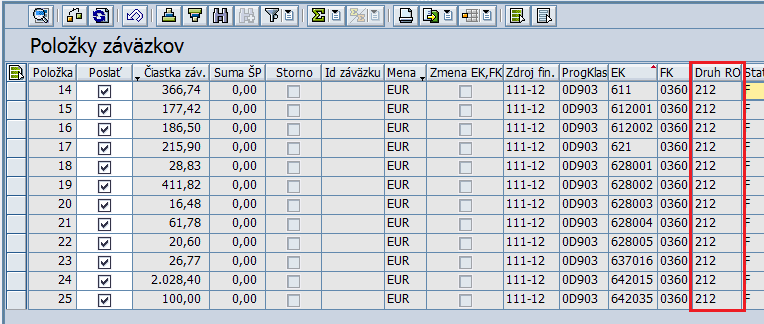 Položky záväzkov
Položka Poslať Čiastka záv. Suma ŠP Storno Id záväzku Mena Zmena EK,FK Zdroj fin. ProgKlas EK FK Druh RO Stat
14 366,74 0,00 EUR 111-12 0D903 611 0360 212 F
15 177,42 0,00 EUR 111-12 0D903 612001 0360 212 F
16 186,50 0,00 EUR 111-12 0D903 612002 0360 212 F
17 215,90 0,00 EUR 111-12 0D903 621 0360 212 F
18 28,83 0,00 EUR 111-12 0D903 628001 0360 212 F
19 411,82 0,00 EUR 111-12 0D903 628002 0360 212 F
20 16,48 0,00 EUR 111-12 0D903 628003 0360 212 F
21 61,78 0,00 EUR 111-12 0D903 628004 0360 212 F
22 20,60 0,00 EUR 111-12 0D903 628005 0360 212 F
23 26,77 0,00 EUR 111-12 0D903 637016 0360 212 F
24 2.028,40 0,00 EUR 111-12 0D903 642015 0360 212 F
25 100,00 0,00 EUR 111-12 0D903 642035 0360 212 F